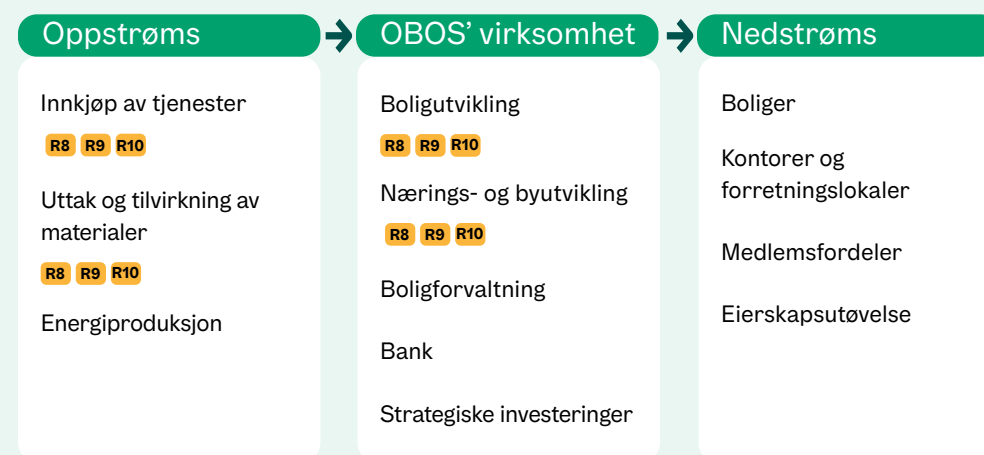 Oppstrøms
Innkjøp av tjenester
R8 R9 R10
Uttak og tilvirkning av
materialer
R8 R9 R10
Energiproduksjon
OBOS’ virksomhet
Boligutvikling
R8 R9 R10
Nærings- og byutvikling
R8 R9 R10
Boligforvaltning
Bank
Strategiske investeringer
Nedstrøms
Boliger
Kontorer og
forretningslokaler
Medlemsfordeler
Eierskapsutøvelse